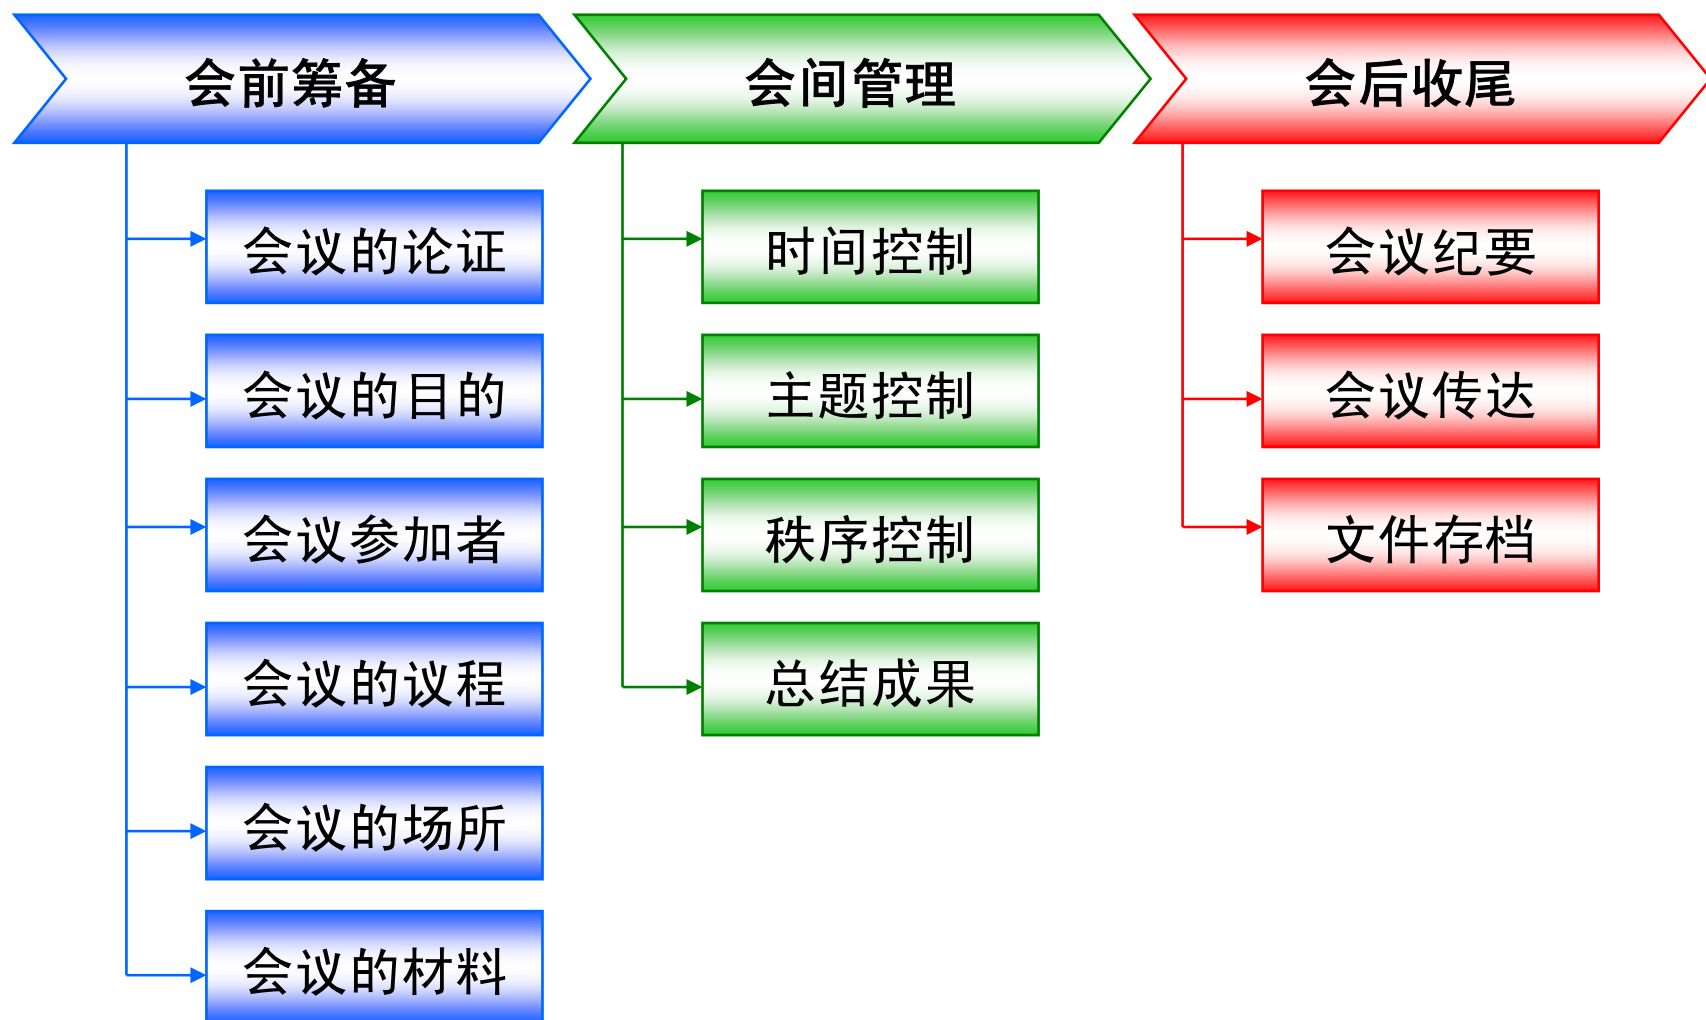 会前筹备
会议的论证
会议的目的
会议参加者
会议的议程
会议的场所
会议的材料
会间管理
时间控制
主题控制
秩序控制
总结成果
会后收尾
会议纪要
会议传达
文件存档